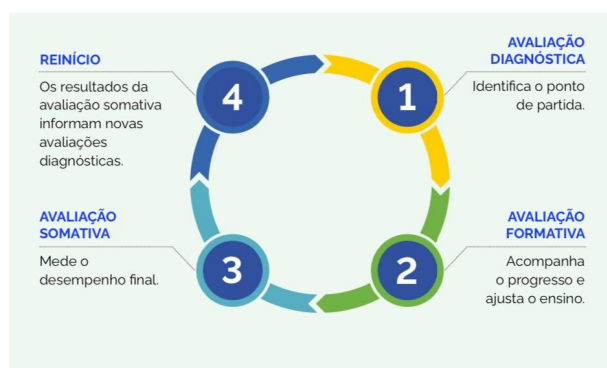 REINÍCIO
Os resultados da
avaliação somativa
informam novas
avaliações
diagnósticas.
4
AVALIAÇÃO
DIAGNÓSTICA
Identifica o ponto
de partida.
1
AVALIAÇÃO
SOMATIVA
Mede o
desempenho final.
3
AVALIAÇÃO
FORMATIVA
Acompanha
o progresso e
ajusta o ensino.
2